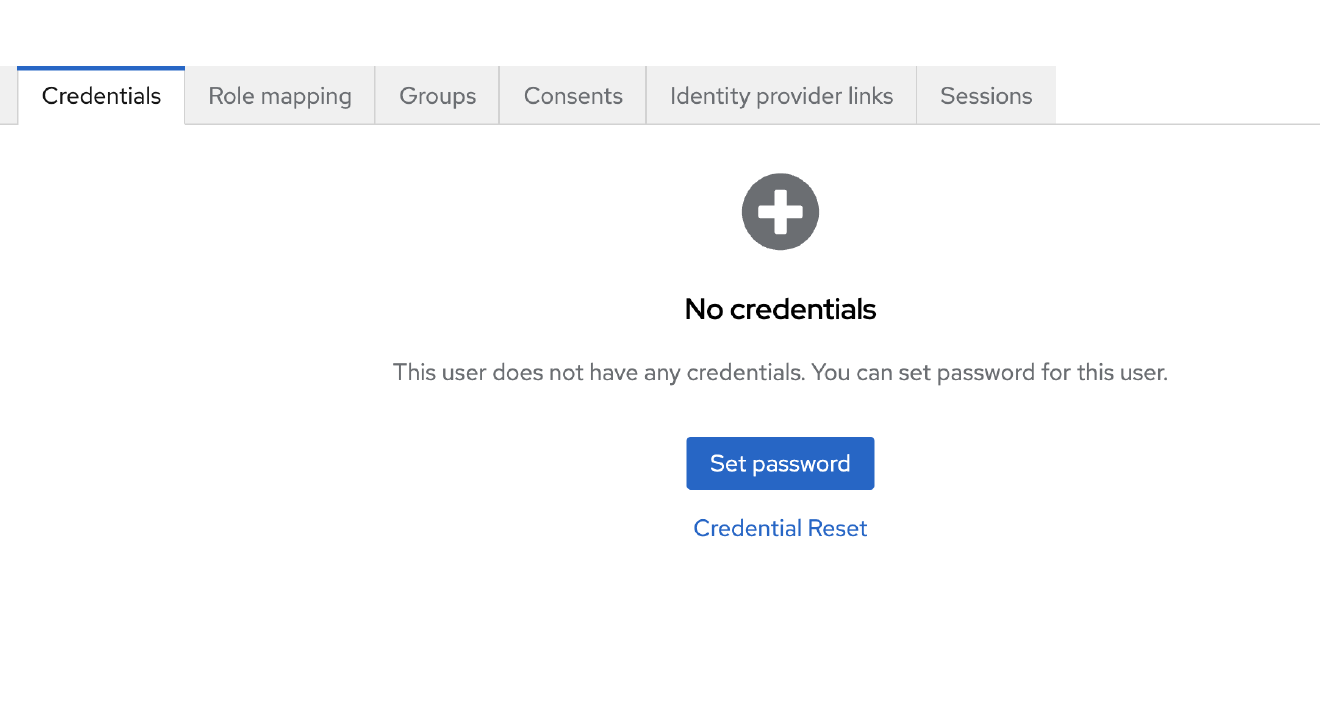 Credentials Role mapping Groups Consents Identity provider links Sessions
No credentials
This user does not have any credentials. You can set password for this user.
Set password
Credential Reset